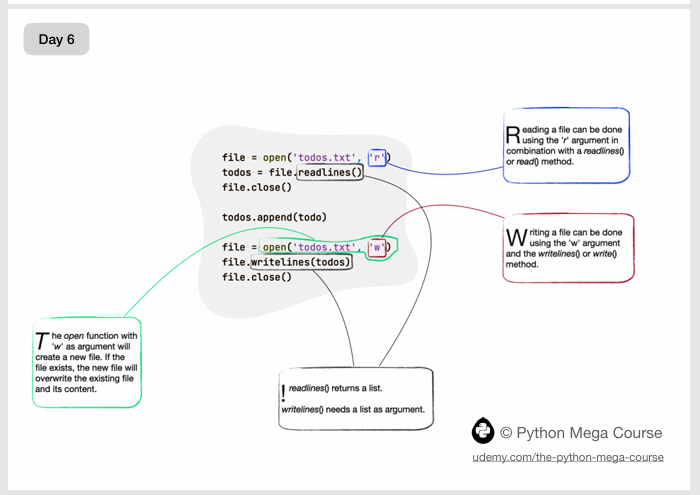 Day 6
file = open('todos.txt', 'r')
todos = file.readlines()
file.close()
todos.append(todo)
file = open('todos.txt', 'w')
file.writelines(todos)
file.close()
Reading a file can be done
using the 'r' argument in
combination with a readlines()
or read() method.
Writing a file can be done
using the 'w' argument
and the writelines() or write()
method.
The open function with
'w' as argument will
create a new file. If the
file exists, the new file will
overwrite the existing file
and its content.
! readlines() returns a list.
writelines() needs a list as argument.
© Python Mega Course
udemy.com/the-python-mega-course